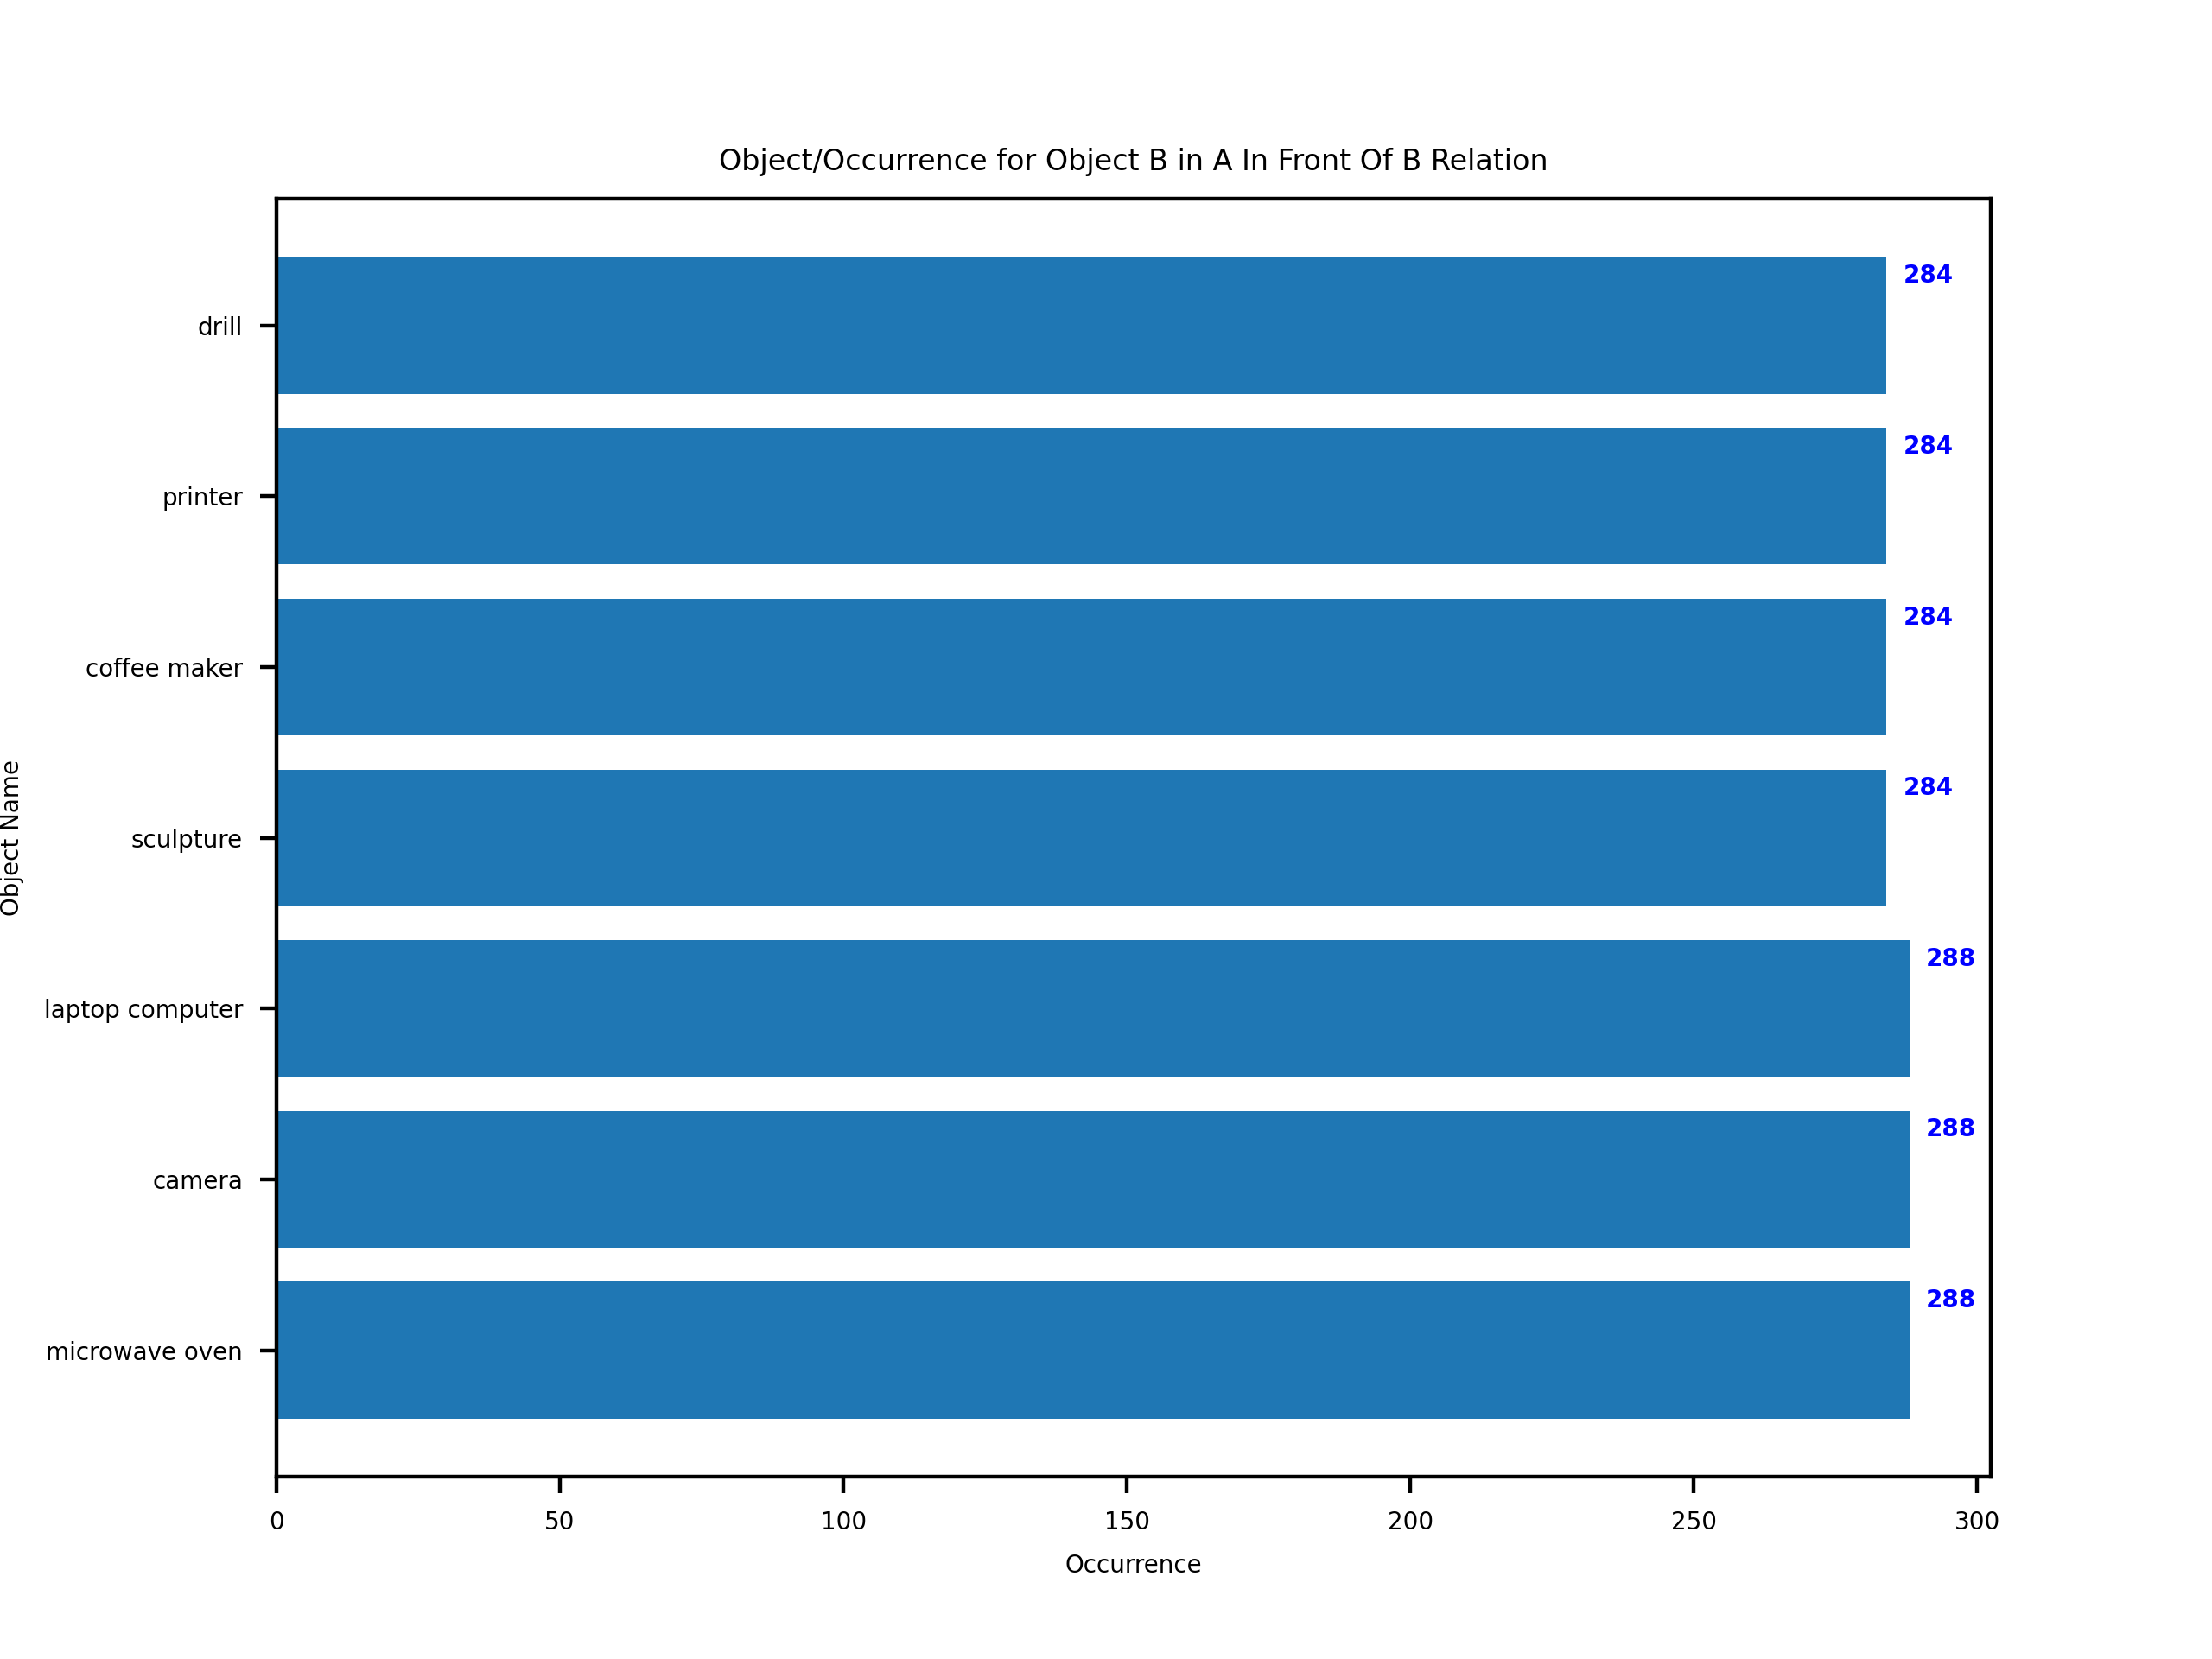 Object/Occurrence for Object B in A In Front Of B Relation
drill
284
printer
284
coffee maker
284
sculpture
284
laptop computer
288
camera
288
microwave oven
288
Object Name
0 50 100 150 200 250 300
Occurrence